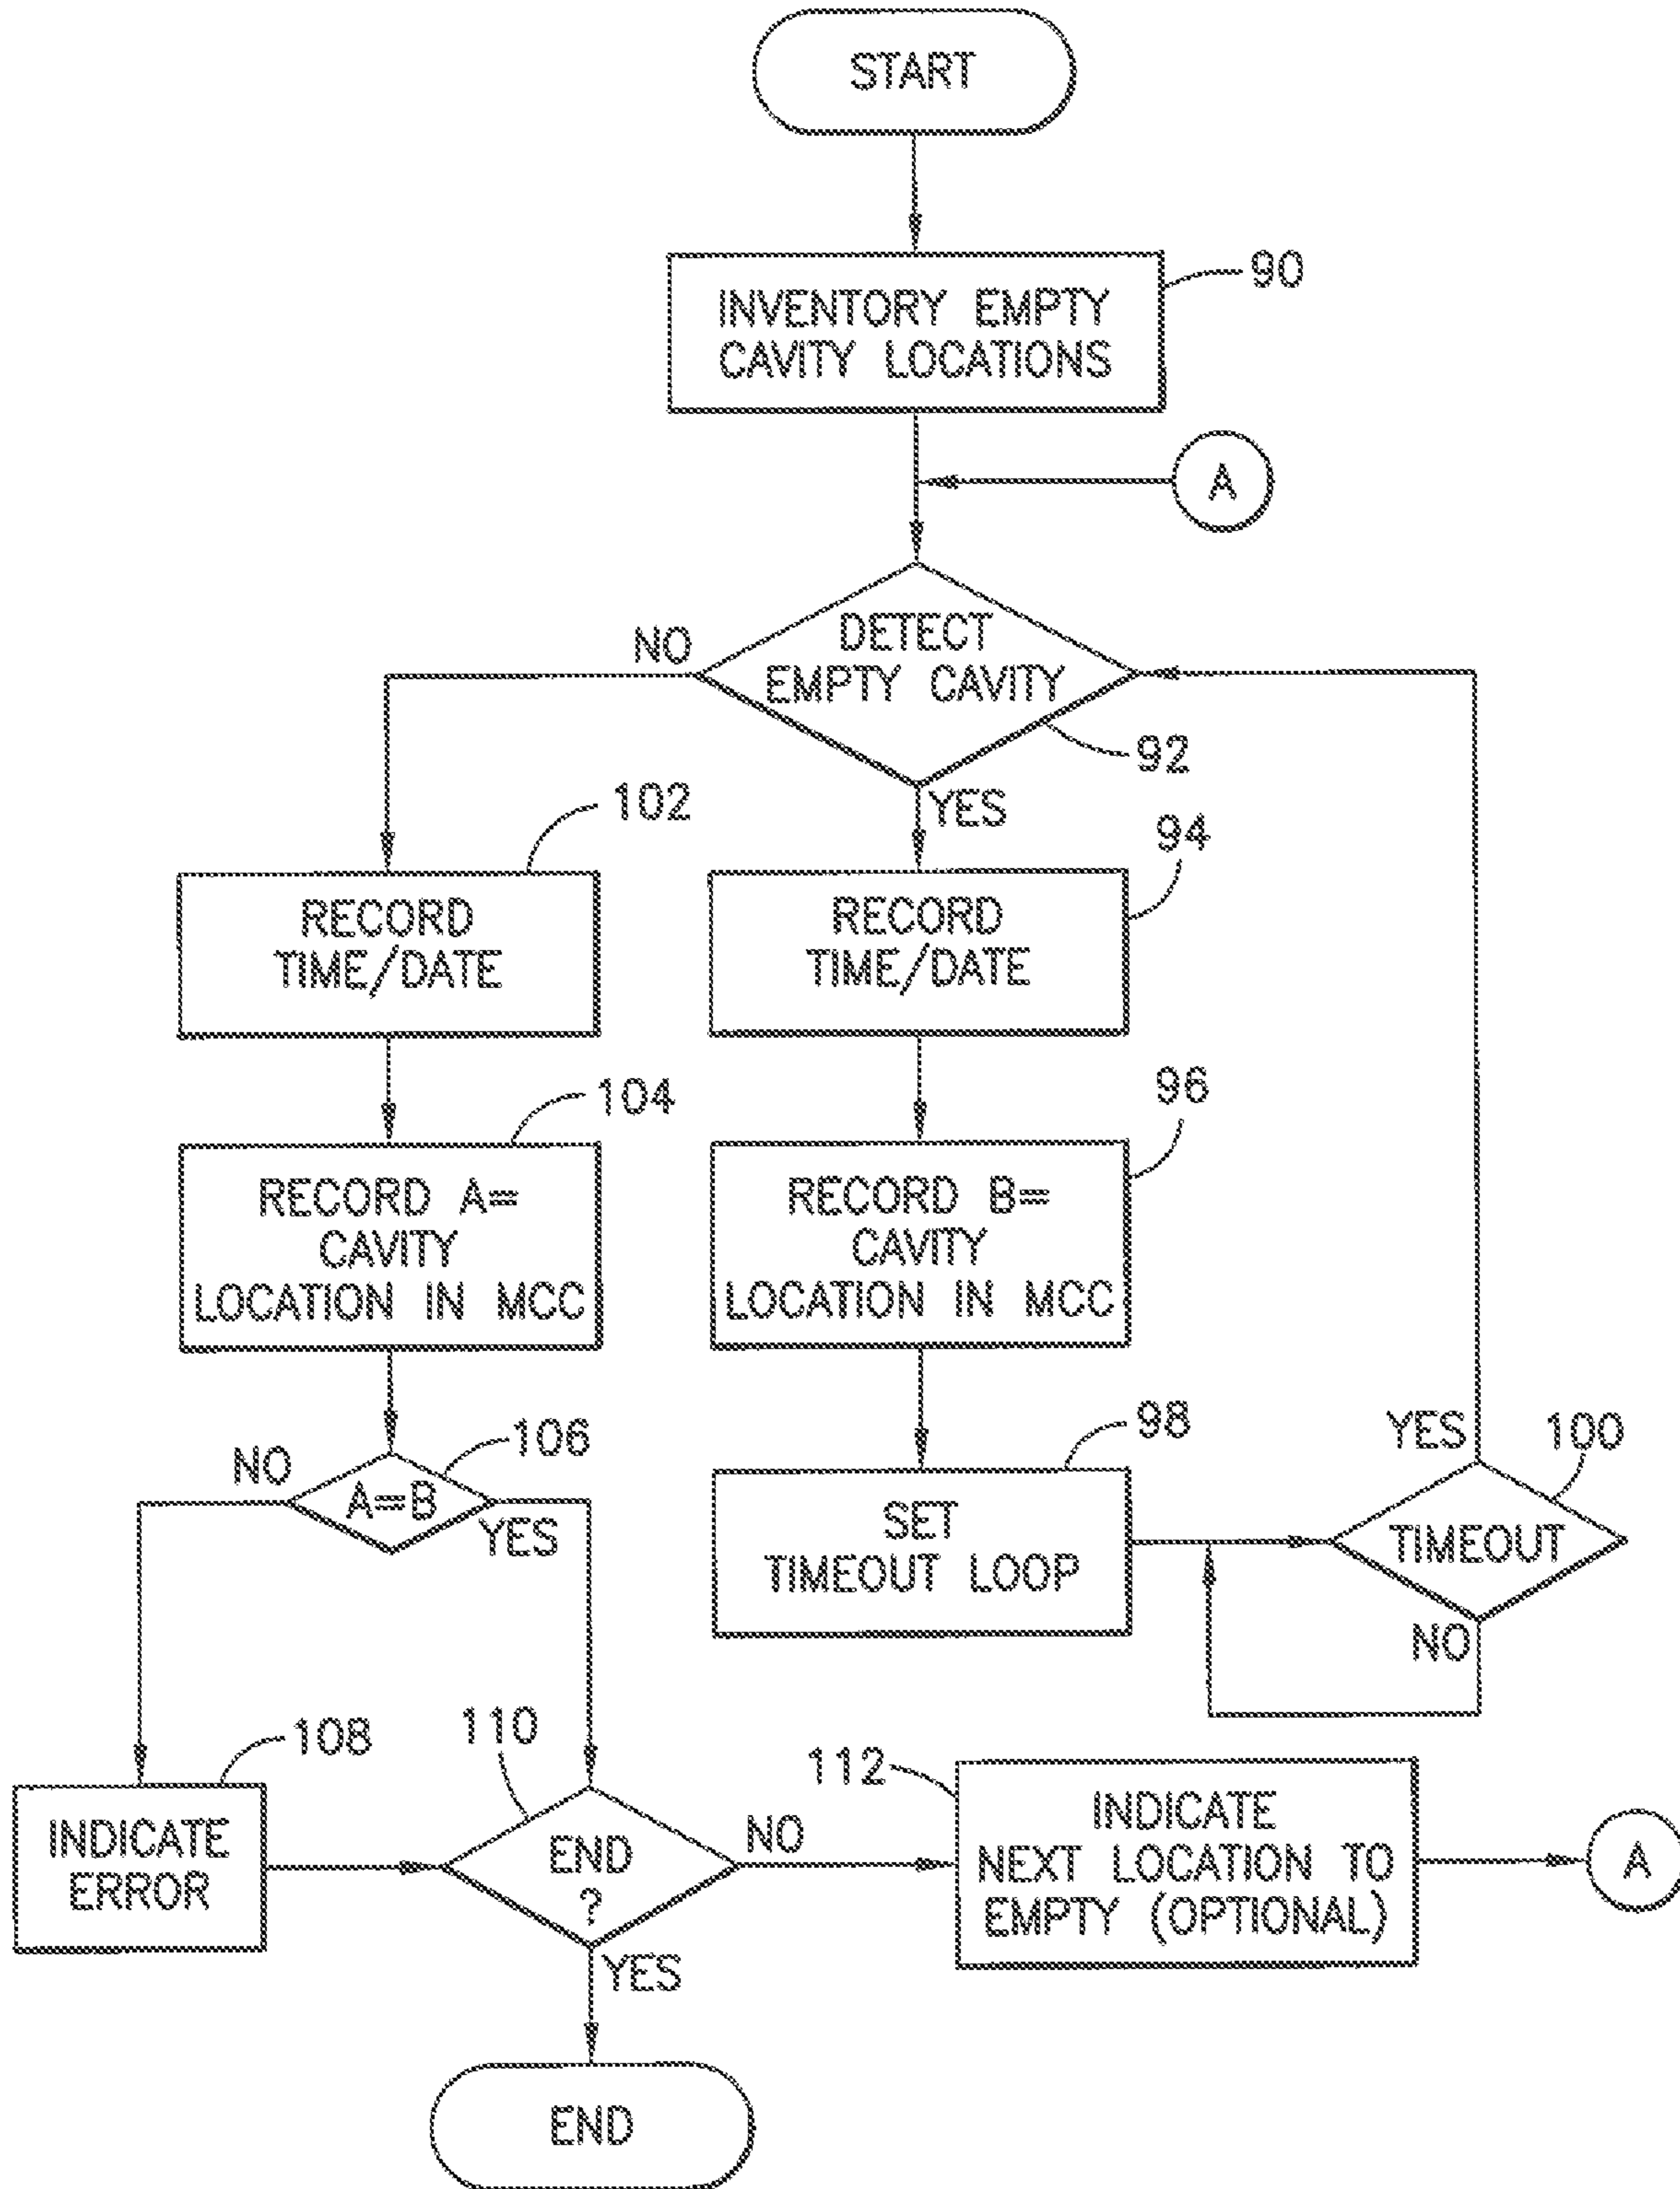 START
90
INVENTORY EMPTY
CAVITY LOCATIONS
A
DETECT
EMPTY CAVITY
NO
92
YES
102
94
RECORD
TIME/DATE
RECORD
TIME/DATE
104
96
RECORD A=
CAVITY
LOCATION IN MCC
RECORD B=
CAVITY
LOCATION IN MCC
106
NO
A=B
YES
98
SET
TIMEOUT LOOP
YES
100
TIMEOUT
NO
108
INDICATE
ERROR
110
END
?
NO
YES
112
INDICATE
NEXT LOCATION TO
EMPTY (OPTIONAL)
A
END